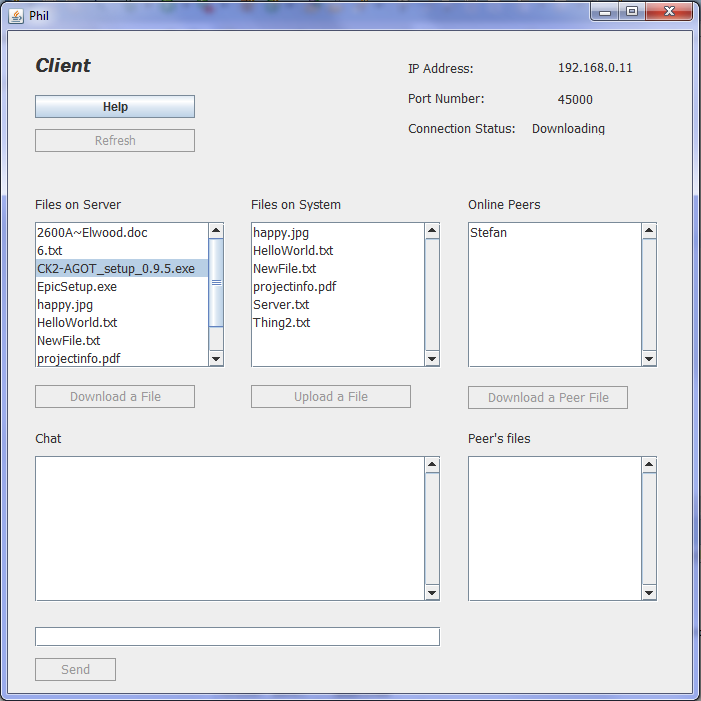 Phil
Client
IP Address: 192.168.0.11
Help
Port Number: 45000
Connection Status: Downloading
Refresh
Files on Server
Files on System
Online Peers
2600A~Elwood.doc
6.txt
CK2-AGOT_setup_0.9.5.exe
EpicSetup.exe
happy.jpg
HelloWorld.txt
NewFile.txt
projectinfo.pdf
happy.jpg
HelloWorld.txt
NewFile.txt
projectinfo.pdf
Server.txt
Thing2.txt
Stefan
Download a File
Upload a File
Download a Peer File
Chat
Peer's files
Send